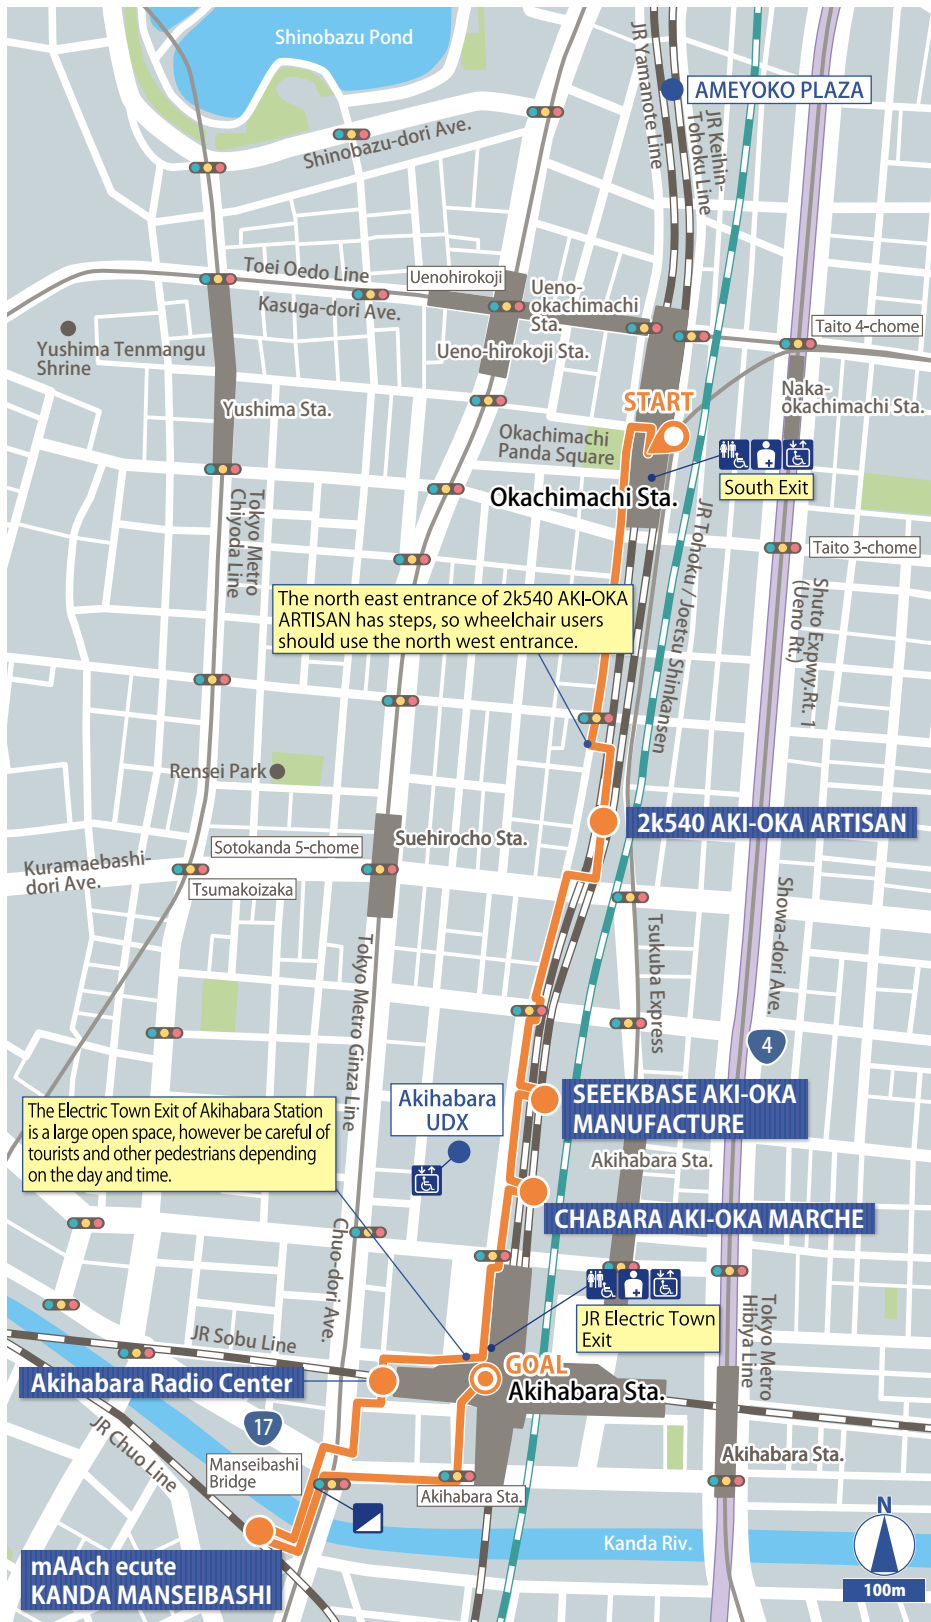 Shinobazu Pond
AMEYOKO PLAZA
JR Yamanote Line
JR Keihin-
Tohoku Line
Shinobazu-dori Ave.
Toei Oedo Line
Kasuga-dori Ave.
Uenohirokoji
Ueno-
okachimachi
Sta.
Taito 4-chome
Yushima Tenmangu
Shrine
Ueno-hirokoji Sta.
Yushima Sta.
START
Naka-
okachimachi Sta.
Okachimachi
Panda Square
South Exit
Okachimachi Sta.
Tokyo Metro
Chiyoda Line
JR Tohoku / Joetsu Shinkansen
Taito 3-chome
Shuto Expwy.Rt. 1
(Ueno Rt.)
The north east entrance of 2k540 AKI-OKA
ARTISAN has steps, so wheelchair users
should use the north west entrance.
Rensei Park
2k540 AKI-OKA ARTISAN
Suehirocho Sta.
Sotokanda 5-chome
Kuramaebashi-
dori Ave.
Tsumakoizaka
Showa-dori Ave.
Tsukuba Express
Tokyo Metro Ginza Line
4
SEEEKBASE AKI-OKA
MANUFACTURE
Akihabara
UDX
The Electric Town Exit of Akihabara Station
is a large open space, however be careful of
tourists and other pedestrians depending
on the day and time.
Akihabara Sta.
CHABARA AKI-OKA MARCHE
Chuo-dori Ave.
JR Electric Town
Exit
Tokyo Metro
Hibiya Line
JR Sobu Line
GOAL
Akihabara Sta.
Akihabara Radio Center
17
JR Chuo Line
Manseibashi
Bridge
Akihabara Sta.
Akihabara Sta.
Kanda Riv.
N
100m
mAAch ecute
KANDA MANSEIBASHI